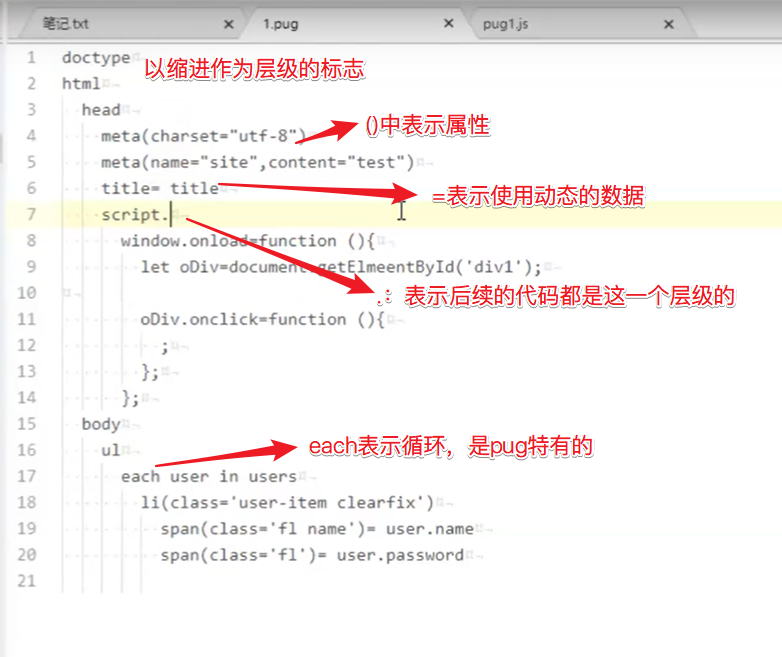 笔记.txt × 1.pug × pug1.js ×
1 doctype
以缩进作为层级的标志
2 html
3 head
4 meta(charset="utf-8")
()中表示属性
5 meta(name="site",content="test")
6 title= title
=表示使用动态的数据
7 script.
8 window.onload=function (){
9 let oDiv=document.getElmeentById('div1');
10
.: 表示后续的代码都是这一个层级的
11 oDiv.onclick=function (){
12 ;
13 };
14 };
15 body
16 ul
each表示循环，是pug特有的
17 each user in users
18 li(class='user-item clearfix')
19 span(class='fl name')= user.name
20 span(class='fl')= user.password
21